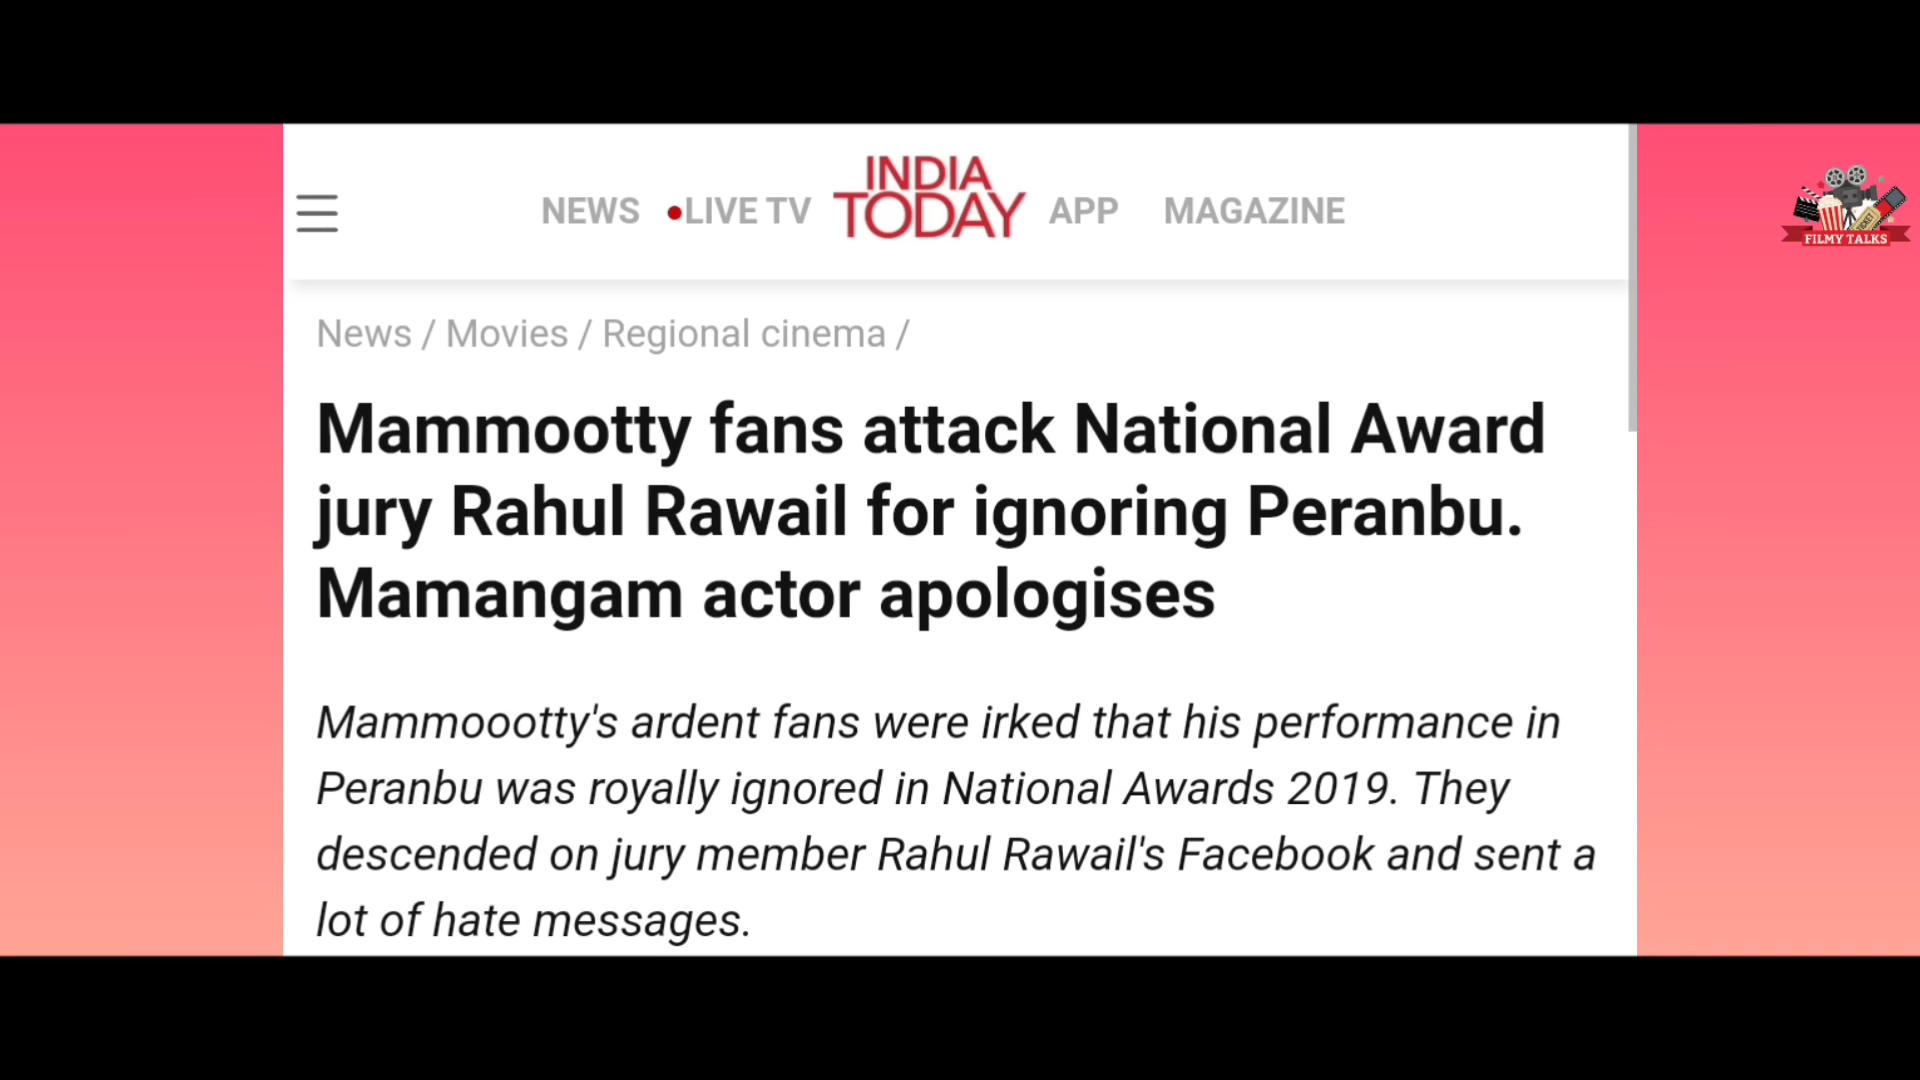 NEWS ●LIVE TV INDIA TODAY APP MAGAZINE
FILMY TALKS
TICKET
News / Movies / Regional cinema /
Mammootty fans attack National Award
jury Rahul Rawail for ignoring Peranbu.
Mamangam actor apologises
Mammoootty's ardent fans were irked that his performance in
Peranbu was royally ignored in National Awards 2019. They
descended on jury member Rahul Rawail's Facebook and sent a
lot of hate messages.